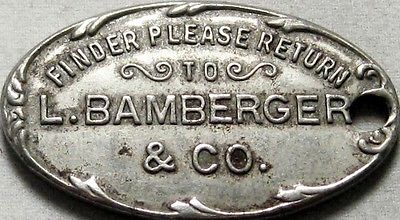 FINDER PLEASE RETURN
TO
L. BAMBERGER
& CO.